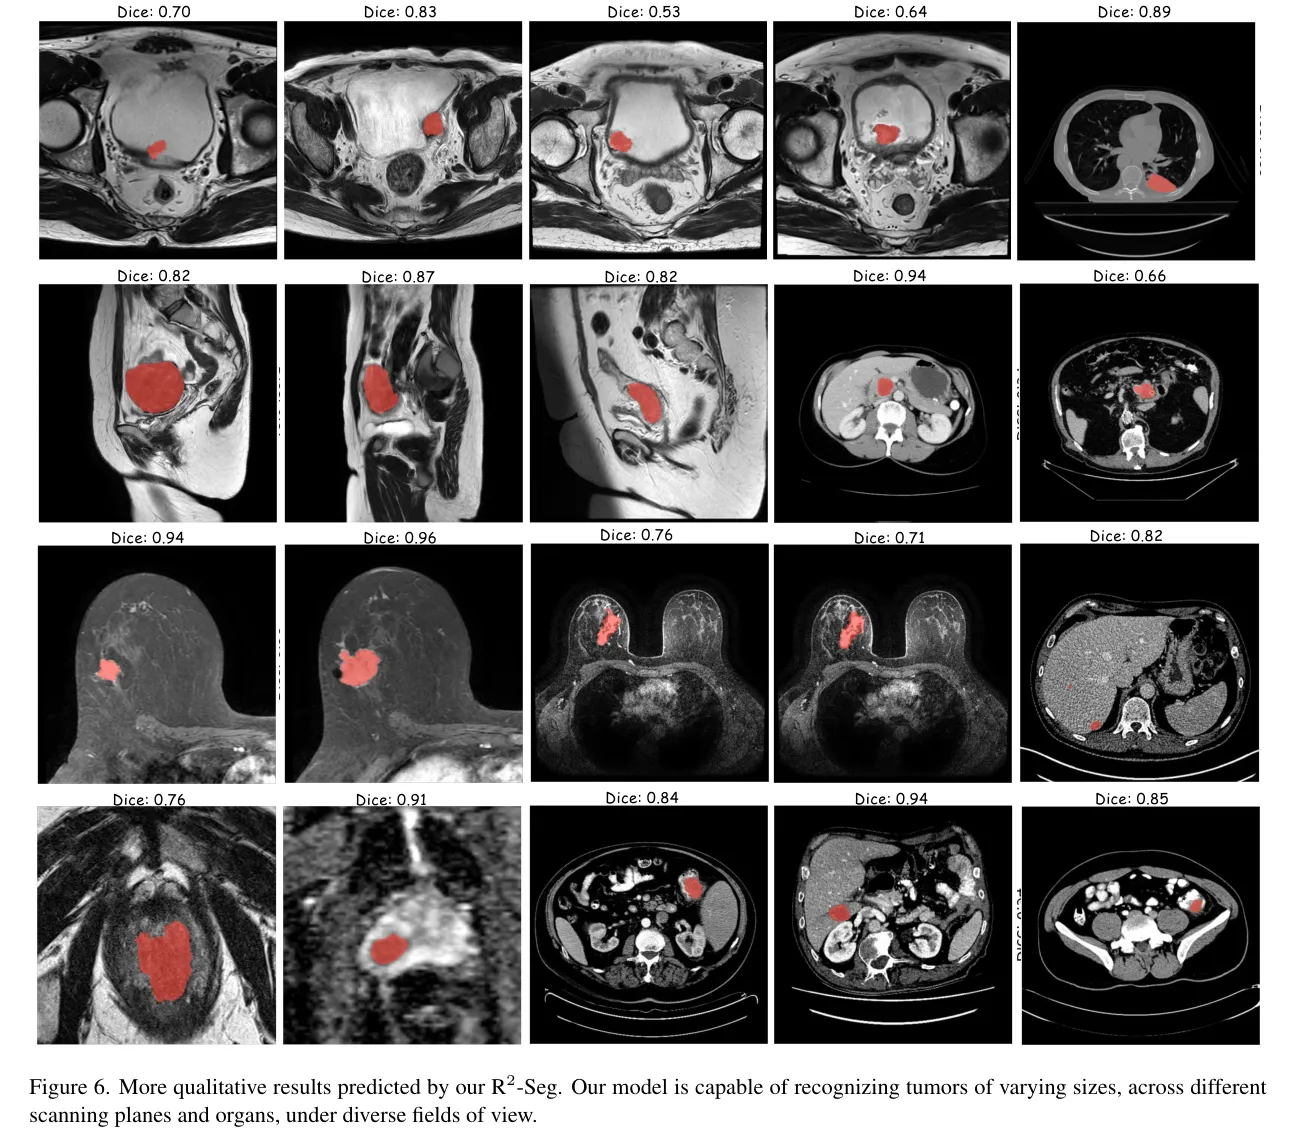 Dice: 0.70
Dice: 0.83
Dice: 0.53
Dice: 0.64
Dice: 0.89
Dice: 0.82
Dice: 0.87
Dice: 0.82
Dice: 0.94
Dice: 0.66
Dice: 0.94
Dice: 0.96
Dice: 0.76
Dice: 0.71
Dice: 0.82
Dice: 0.76
Dice: 0.91
Dice: 0.84
Dice: 0.94
Dice: 0.85
Figure 6. More qualitative results predicted by our R²-Seg. Our model is capable of recognizing tumors of varying sizes, across different
scanning planes and organs, under diverse fields of view.